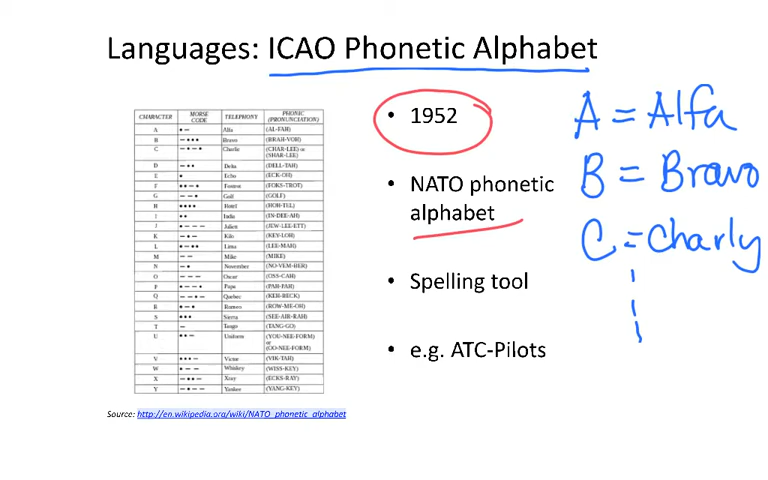 Languages: ICAO Phonetic Alphabet
CHARACTER MORSE CODE TELEPHONY PHONIC (PRONUNCIATION)
A •— Alfa (AL-FAH)
B —••• Bravo (BRAH-VOH)
C —•—• Charlie (CHAR-LEE) or (SHAR-LEE)
D —•• Delta (DELL-TAH)
E • Echo (ECK-OH)
F ••—• Foxtrot (FOKS-TROT)
G ——• Golf (GOLF)
H •••• Hotel (HOH-TEL)
I •• India (IN-DEE-AH)
J •——— Juliett (JEW-LEE-ETT)
K —•— Kilo (KEY-LOH)
L •—•• Lima (LEE-MAH)
M —— Mike (MIKE)
N —• November (NO-VEM-BER)
O ——— Oscar (OSS-CAH)
P •——• Papa (PAH-PAH)
Q ——•— Quebec (KEH-BECK)
R •—• Romeo (ROW-ME-OH)
S ••• Sierra (SEE-AIR-RAH)
T — Tango (TANG-GO)
U ••— Uniform (YOU-NEE-FORM) or (OO-NEE-FORM)
V •••— Victor (VIK-TAH)
W •—— Whiskey (WISS-KEY)
X —••— Xray (ECKS-RAY)
Y —•—— Yankee (YANG-KEY)
Source: http://en.wikipedia.org/wiki/NATO_phonetic_alphabet
• 1952
• NATO phonetic
alphabet
• Spelling tool
• e.g. ATC-Pilots
A = Alfa
B = Bravo
C = Charly